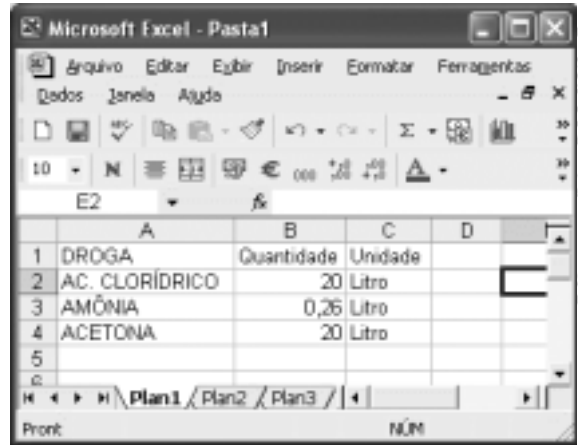 Microsoft Excel - Pasta1
Arquivo Editar Exibir Inserir Formatar Ferramentas
Dados Janela Ajuda
10 N € 000
E2 fx
A B C D
1 DROGA Quantidade Unidade
2 AC. CLORÍDRICO 20 Litro
3 AMÔNIA 0,26 Litro
4 ACETONA 20 Litro
5
6
Plan1 / Plan2 / Plan3 /
Pront NÚM